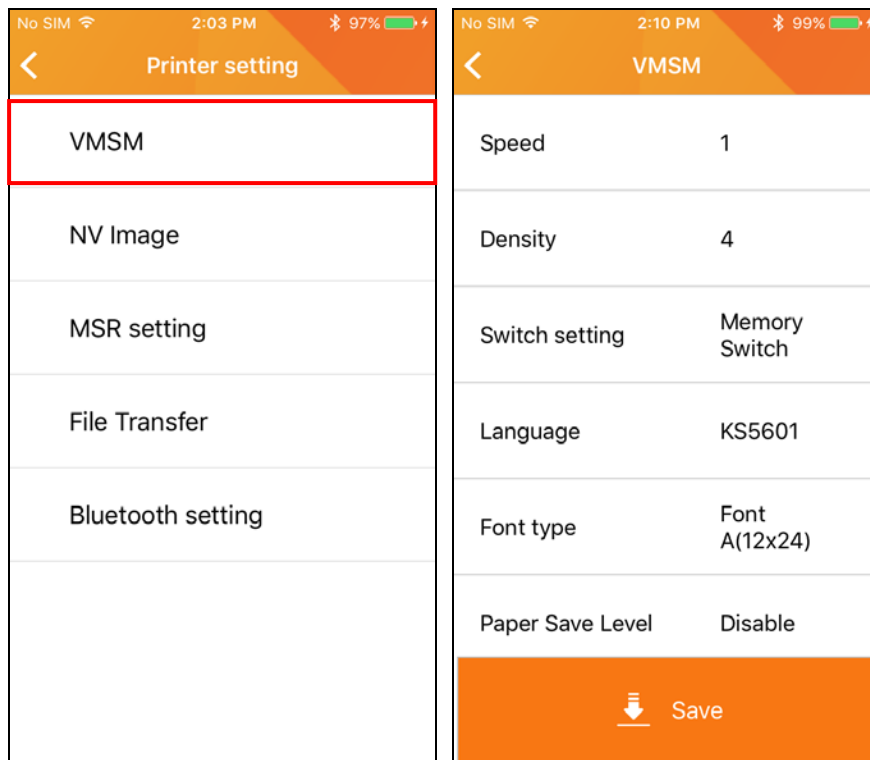 No SIM 2:03 PM 97%
Printer setting
VMSM
NV Image
MSR setting
File Transfer
Bluetooth setting
No SIM 2:10 PM 99%
VMSM
Speed 1
Density 4
Switch setting Memory
Switch
Language KS5601
Font type Font
A(12x24)
Paper Save Level Disable
Save